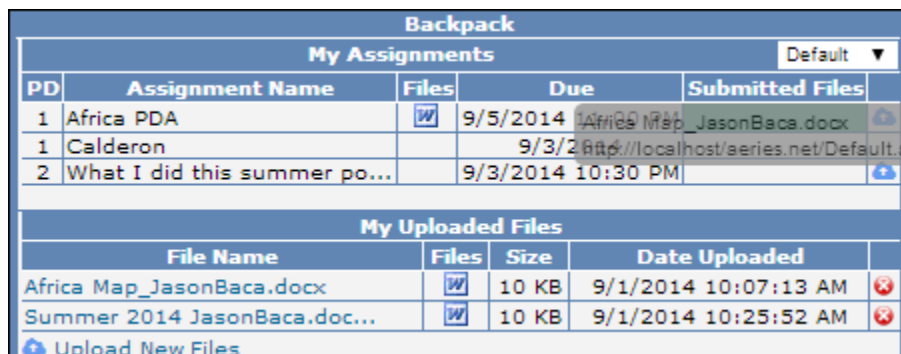 Backpack
My Assignments Default ▼
PD Assignment Name Files Due Submitted Files
1 Africa PDA 9/5/2014 PM Africa Map_JasonBaca.docx
1 Calderon 9/3/2014 http://localhost/aeries.net/Default.
2 What I did this summer po... 9/3/2014 10:30 PM
My Uploaded Files
File Name Files Size Date Uploaded
Africa Map_JasonBaca.docx 10 KB 9/1/2014 10:07:13 AM
Summer 2014 JasonBaca.doc... 10 KB 9/1/2014 10:25:52 AM
Upload New Files